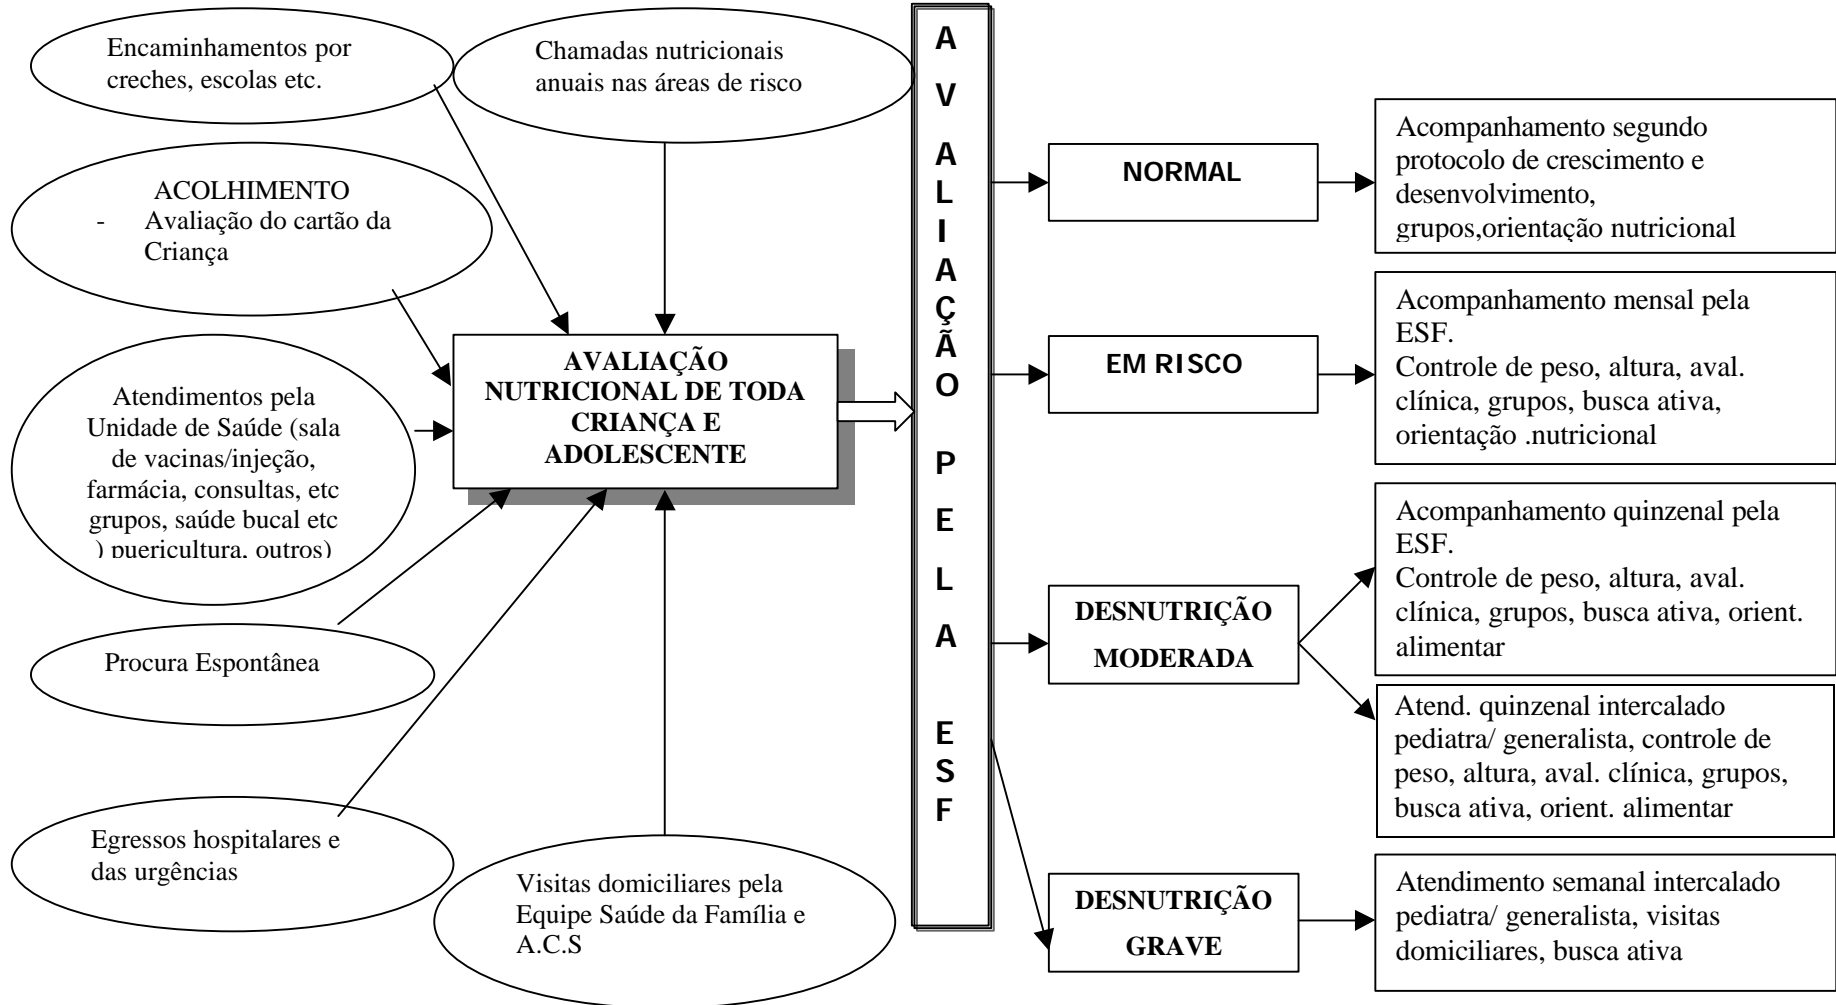 Encaminhamentos por
creches, escolas etc.
Chamadas nutricionais
anuais nas áreas de risco
ACOLHIMENTO
- Avaliação do cartão da
Criança
Atendimentos pela
Unidade de Saúde (sala
de vacinas/injeção,
farmácia, consultas, etc
grupos, saúde bucal etc
) puericultura, outros)
Procura Espontânea
Egressos hospitalares e
das urgências
Visitas domiciliares pela
Equipe Saúde da Família e
A.C.S
AVALIAÇÃO
NUTRICIONAL DE TODA
CRIANÇA E
ADOLESCENTE
A
V
A
L
I
A
Ç
Ã
O
P
E
L
A
E
S
F
NORMAL
Acompanhamento segundo
protocolo de crescimento e
desenvolvimento,
grupos,orientação nutricional
EM RISCO
Acompanhamento mensal pela
ESF.
Controle de peso, altura, aval.
clínica, grupos, busca ativa,
orientação .nutricional
DESNUTRIÇÃO
MODERADA
Acompanhamento quinzenal pela
ESF.
Controle de peso, altura, aval.
clínica, grupos, busca ativa, orient.
alimentar
Atend. quinzenal intercalado
pediatra/ generalista, controle de
peso, altura, aval. clínica, grupos,
busca ativa, orient. alimentar
DESNUTRIÇÃO
GRAVE
Atendimento semanal intercalado
pediatra/ generalista, visitas
domiciliares, busca ativa